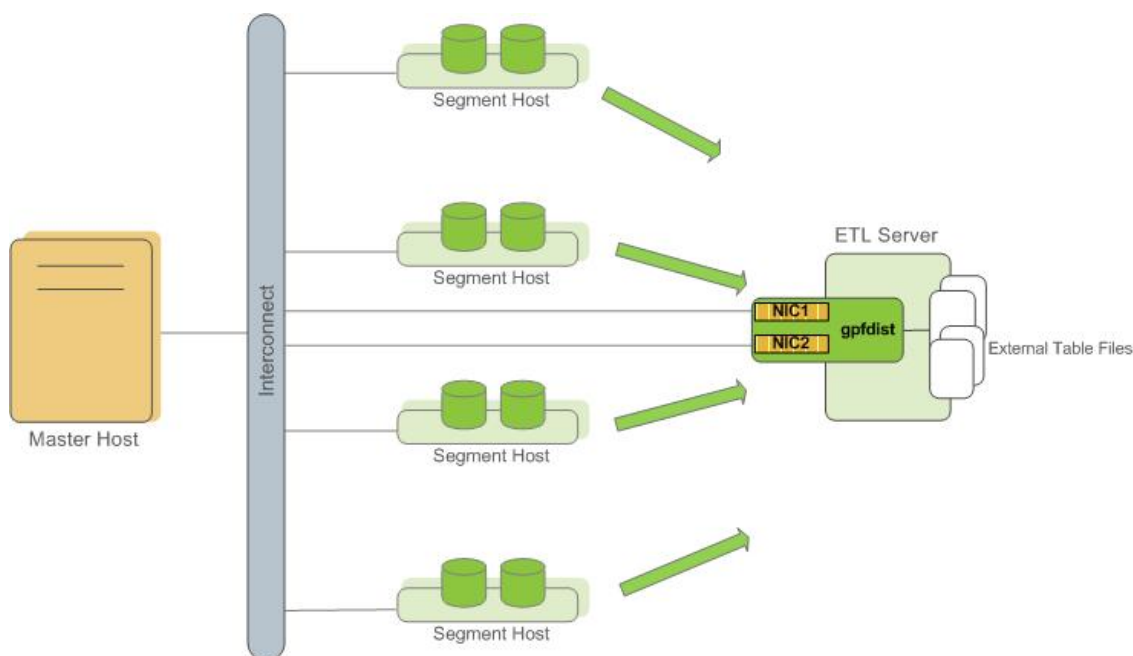 Segment Host
Segment Host
ETL Server
Interconnect
NIC1
gpfdist
NIC2
External Table Files
Master Host
Segment Host
Segment Host